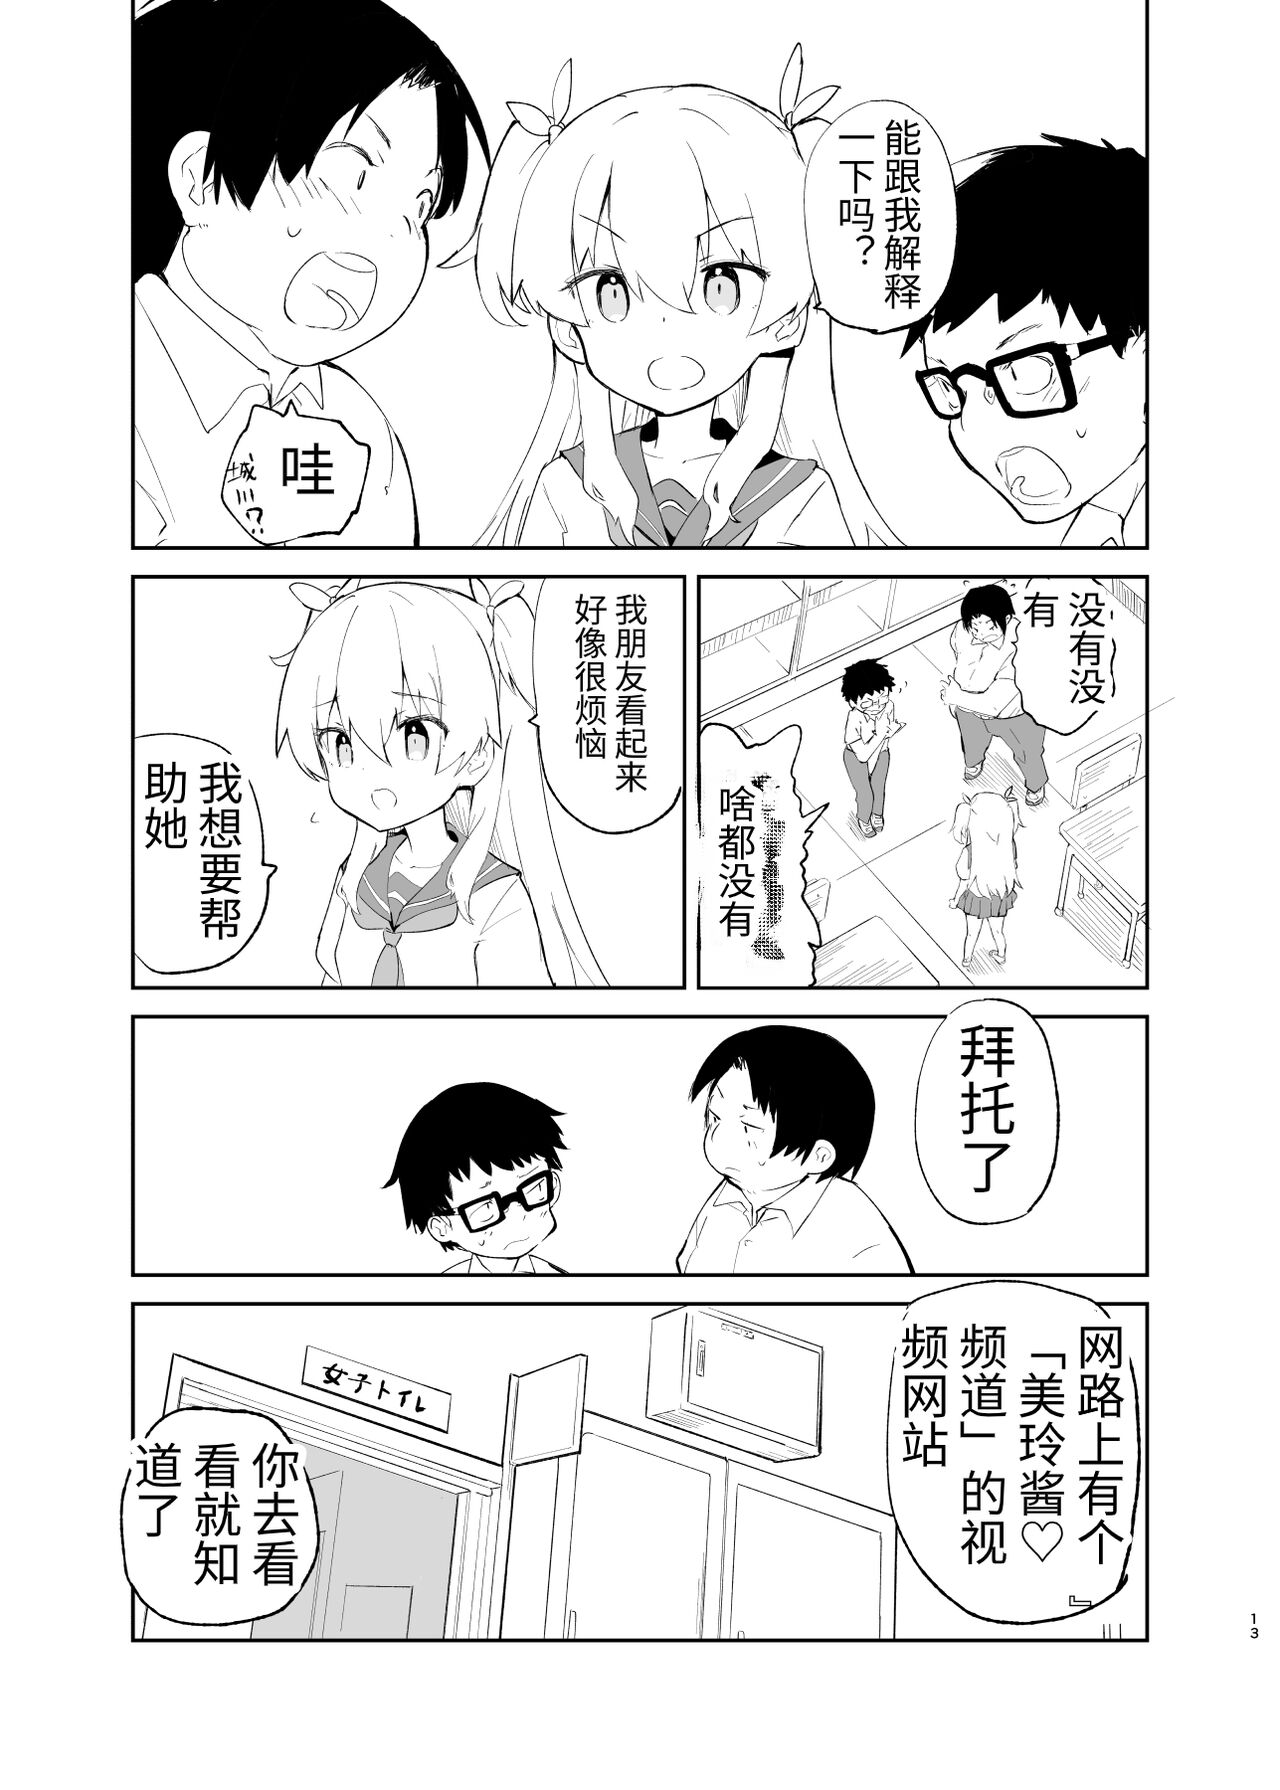 能跟我解释
一下吗？
哇
城川？
没有没
有
啥都没有
我朋友看起来
好像很烦恼
我想要帮
助她
拜托了
网路上有个
「美玲酱♡
频道」的视
频网站
』
女子トイレ
你去看
看就知
道了
13